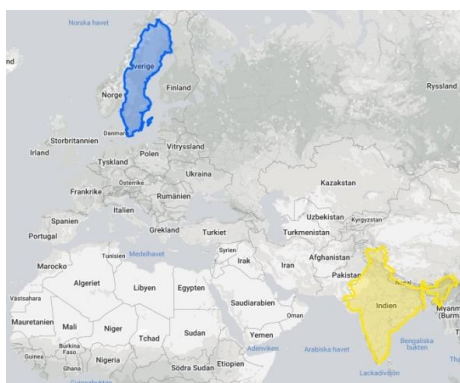 Norska havet
Sverige
Finland
Norge
Ryssland
Danmark
Storbritannien
Vitryssland
Irland
Polen
Tyskland
Ukraina
Österrike
Frankrike
Kazakstan
Rumänien
Italien
Spanien
Uzbekistan
Kyrgyzstan
Portugal
Grekland
Turkiet
Turkmenistan
Medelhavet
Tunisien
Syrien
Afghanistan
Marocko
Irak
Iran
Pakistan
Nepal
Algeriet
Libyen
Egypten
Västsahara
Saudiarabien
Indien
Oman
Myanmar
(Burma)
Mauretanien
Mali
Niger
Sudan
Yemen
Tchad
Bengaliska
bukten
Burkina
Faso
Adenviken
Arabiska havet
Guinea
Nigeria
Ghana
Södra Sudan
Etiopien
Lackadivsjön
Guineabukten